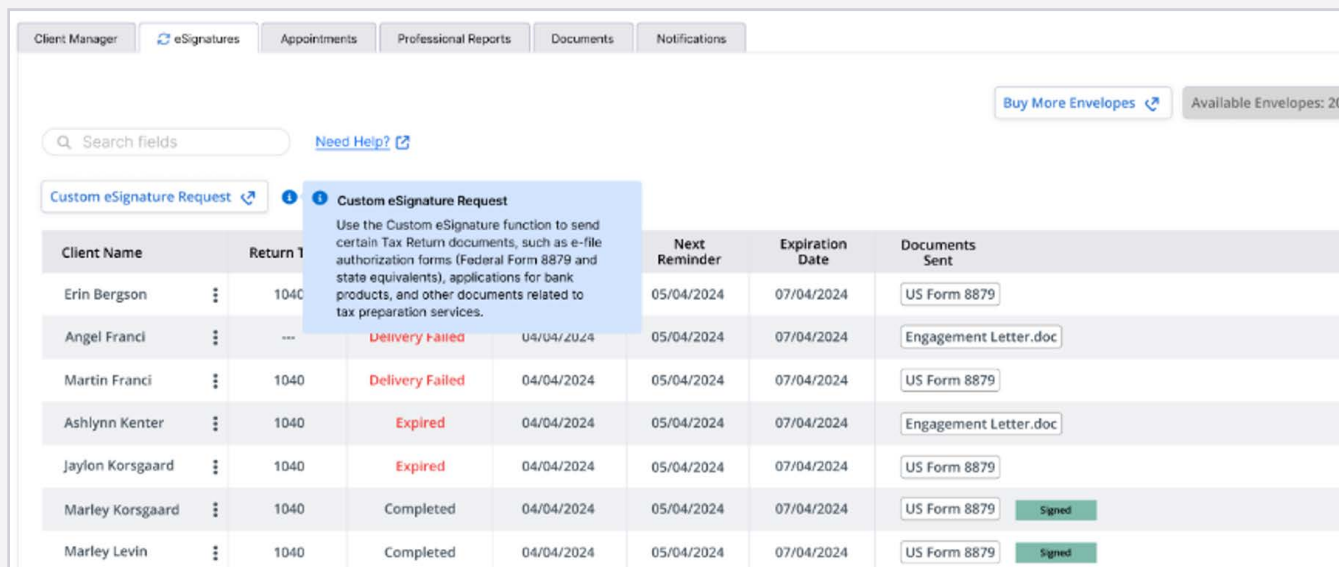 Client Manager eSignatures Appointments Professional Reports Documents Notifications
Buy More Envelopes Available Envelopes: 20
Search fields Need Help?
Custom eSignature Request
Custom eSignature Request
Use the Custom eSignature function to send
certain Tax Return documents, such as e-file
authorization forms (Federal Form 8879 and
state equivalents), applications for bank
products, and other documents related to
tax preparation services.
Client Name Return T Next Reminder Expiration Date Documents Sent
Erin Bergson 1040 05/04/2024 07/04/2024 US Form 8879
Angel Franci --- Delivery Failed 04/04/2024 05/04/2024 07/04/2024 Engagement Letter.doc
Martin Franci 1040 Delivery Failed 04/04/2024 05/04/2024 07/04/2024 US Form 8879
Ashlynn Kenter 1040 Expired 04/04/2024 05/04/2024 07/04/2024 Engagement Letter.doc
Jaylon Korsgaard 1040 Expired 04/04/2024 05/04/2024 07/04/2024 US Form 8879
Marley Korsgaard 1040 Completed 04/04/2024 05/04/2024 07/04/2024 US Form 8879 Signed
Marley Levin 1040 Completed 04/04/2024 05/04/2024 07/04/2024 US Form 8879 Signed